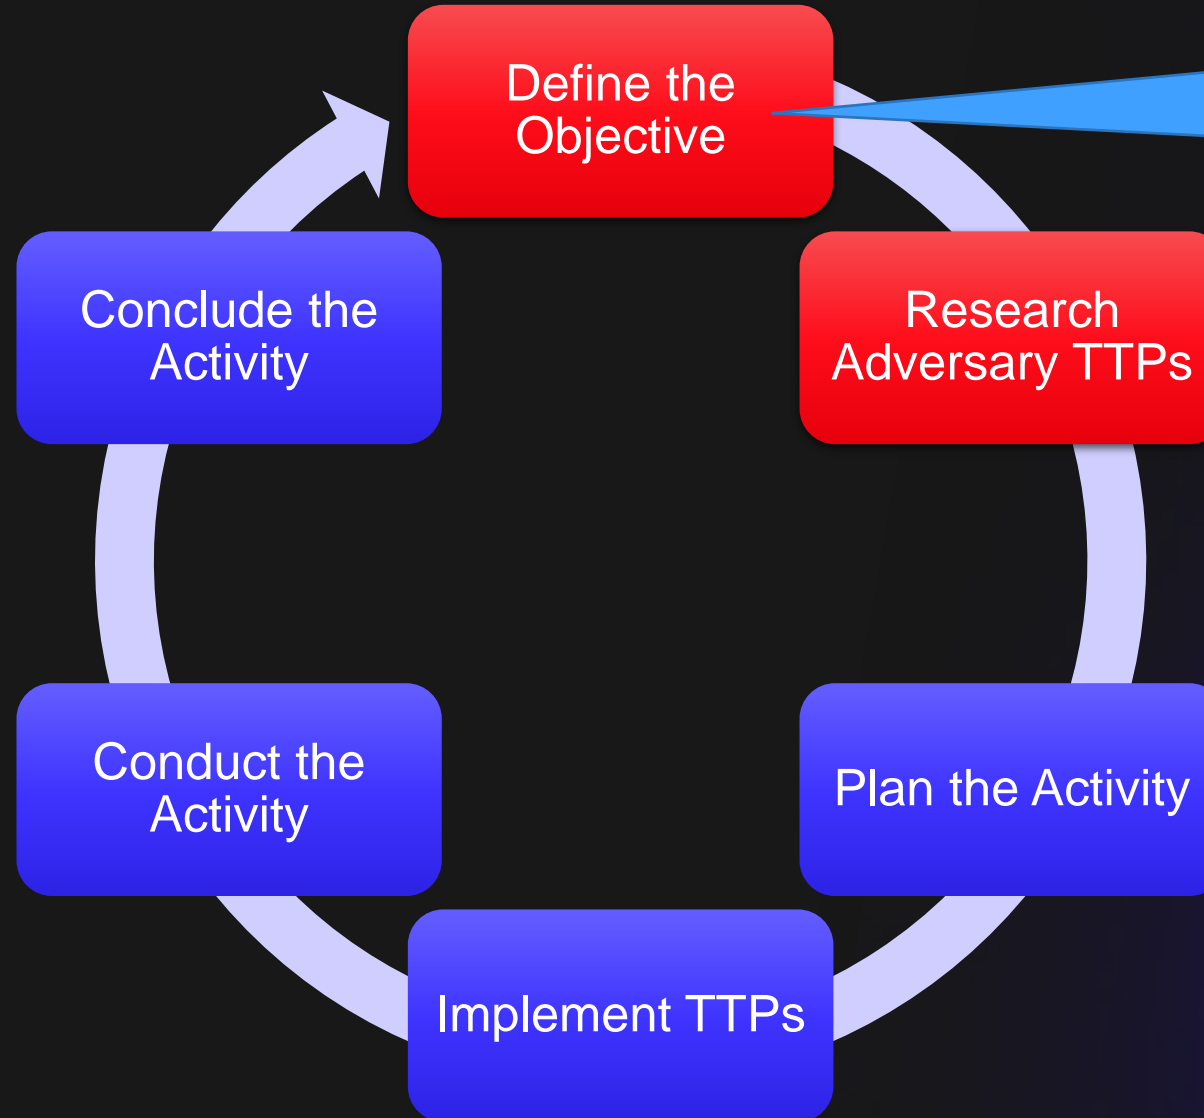 Define the
Objective
Research
Adversary TTPs
Plan the Activity
Implement TTPs
Conduct the
Activity
Conclude the
Activity